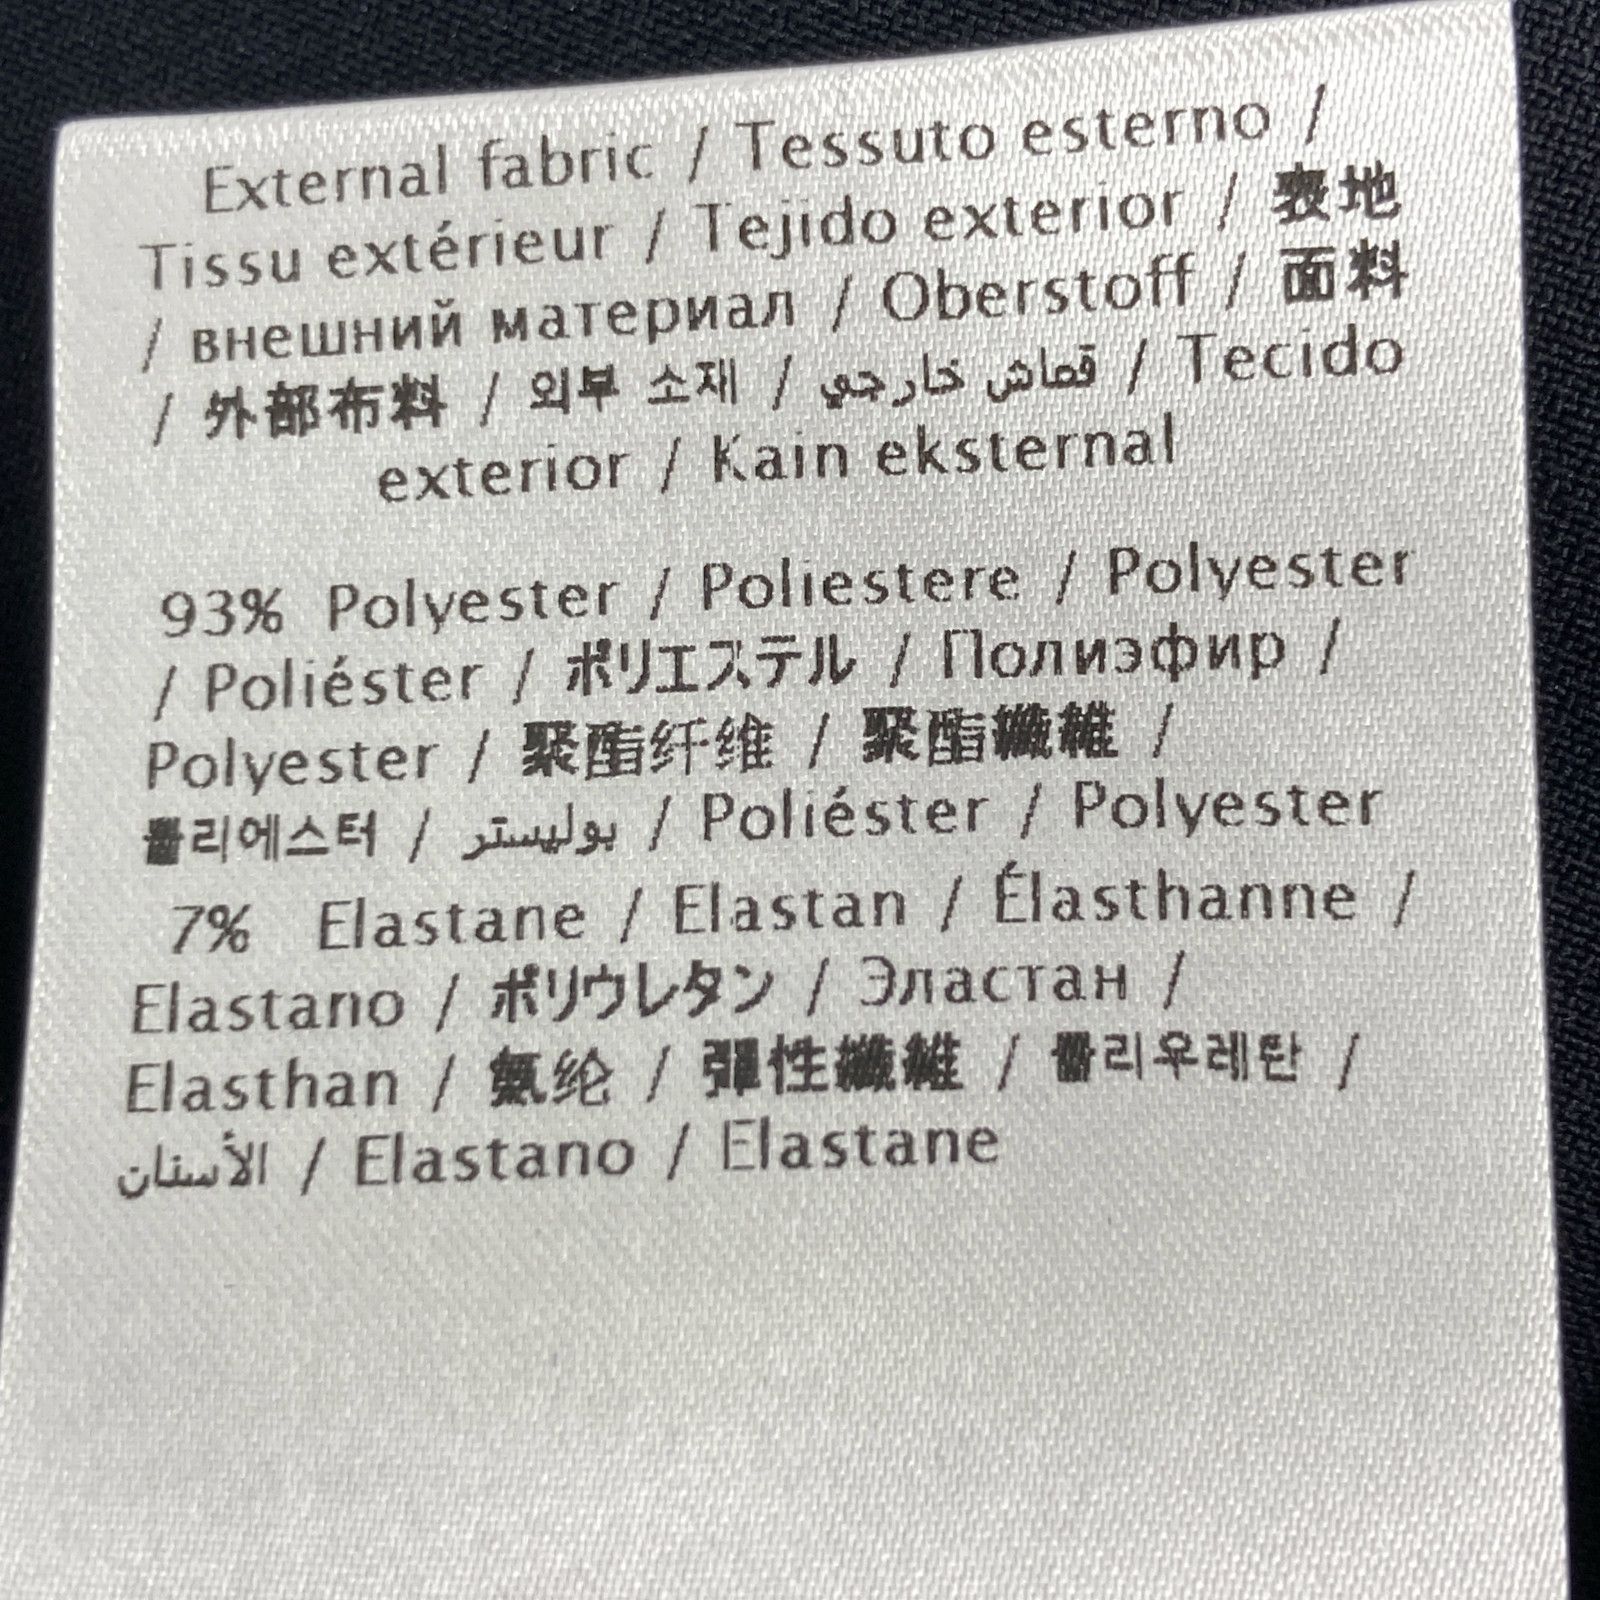 External fabric / Tessuto esterno /
Tissu extérieur / Tejido exterior / 表地
/ внешний материал / Oberstoff / 面料
/ 外部布料 / 외부 소재 / قماش خارجي / Tecido
exterior / Kain eksternal
93% Polyester / Poliestere / Polyester
/ Poliéster / ポリエステル / Полиэфир /
Polyester / 聚酯纤维 / 聚酯纖維 /
폴리에스터 / بوليستر / Poliéster / Polyester
7% Elastane / Elastan / Élasthanne /
Elastano / ポリウレタン / Эластан /
Elasthan / 氨纶 / 彈性纖維 / 폴리우레탄 /
الأسنان / Elastano / Elastane